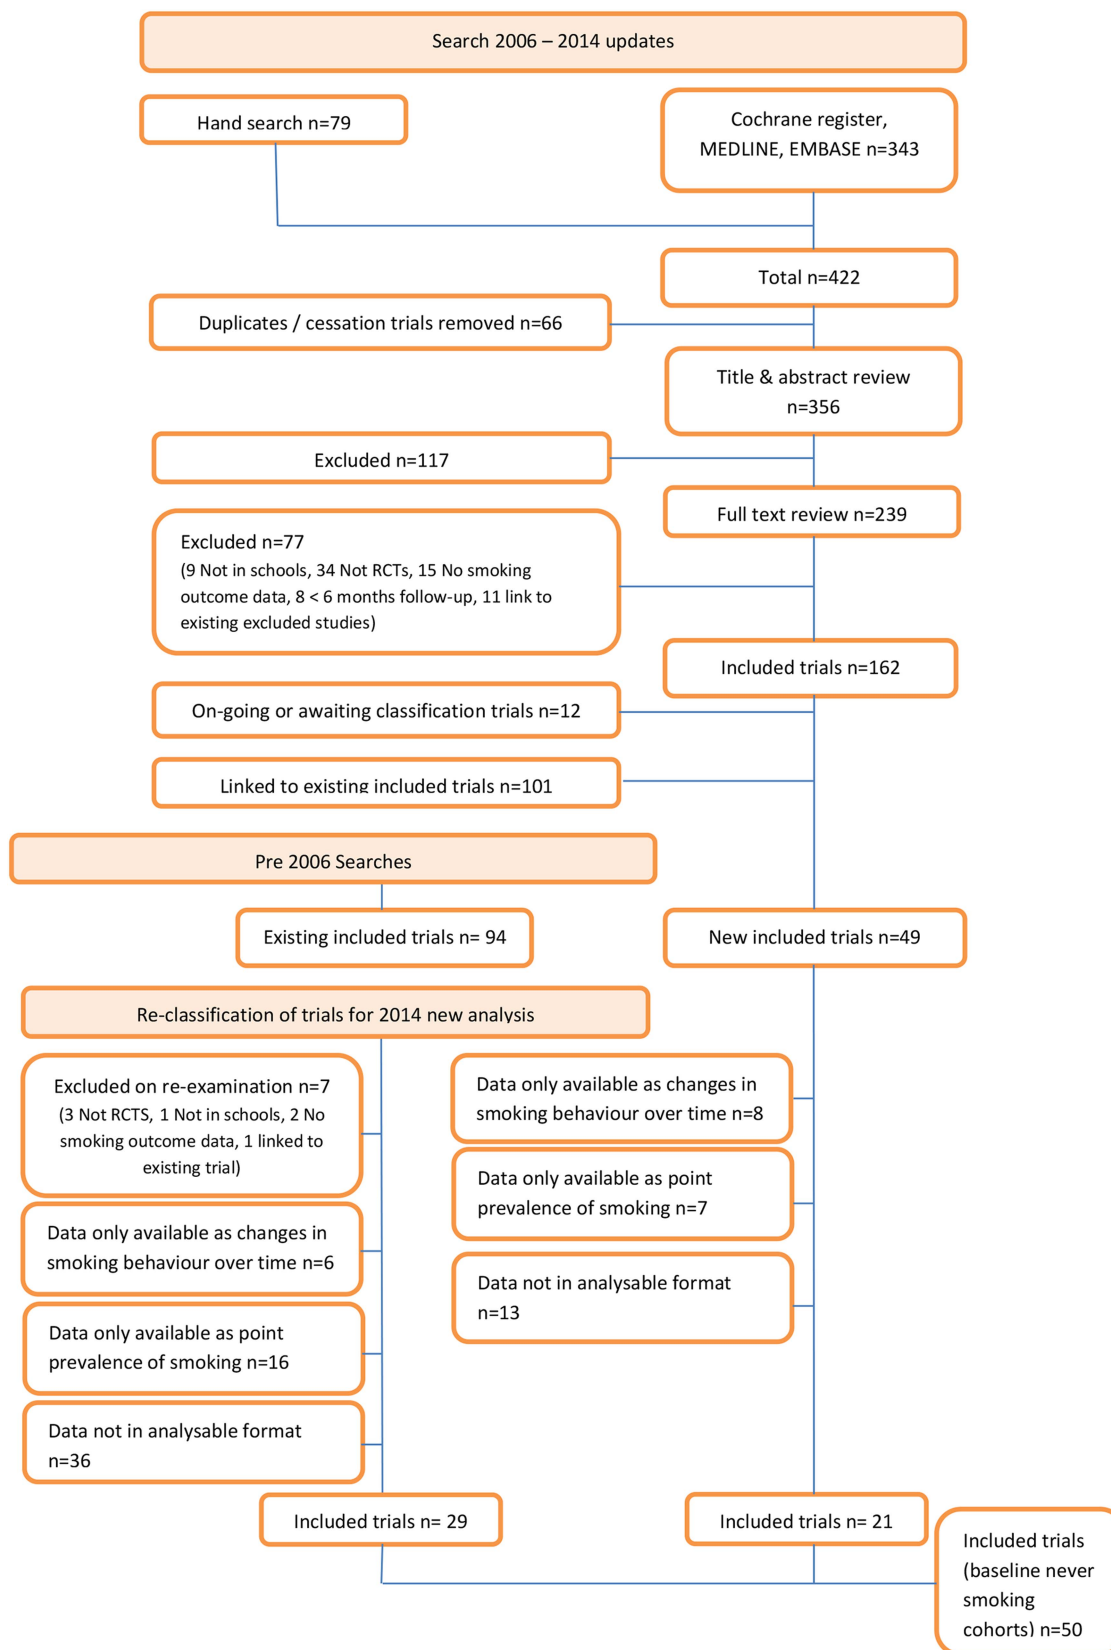 Search 2006 – 2014 updates
Hand search n=79
Cochrane register,
MEDLINE, EMBASE n=343
Total n=422
Duplicates / cessation trials removed n=66
Title & abstract review
n=356
Excluded n=117
Full text review n=239
Excluded n=77
(9 Not in schools, 34 Not RCTs, 15 No smoking
outcome data, 8 < 6 months follow-up, 11 link to
existing excluded studies)
Included trials n=162
On-going or awaiting classification trials n=12
Linked to existing included trials n=101
Pre 2006 Searches
Existing included trials n= 94
New included trials n=49
Re-classification of trials for 2014 new analysis
Excluded on re-examination n=7
(3 Not RCTS, 1 Not in schools, 2 No
smoking outcome data, 1 linked to
existing trial)
Data only available as changes in
smoking behaviour over time n=8
Data only available as point
prevalence of smoking n=7
Data not in analysable format
n=13
Data only available as changes in
smoking behaviour over time n=6
Data only available as point
prevalence of smoking n=16
Data not in analysable format
n=36
Included trials n= 29
Included trials n= 21
Included trials
(baseline never
smoking
cohorts) n=50